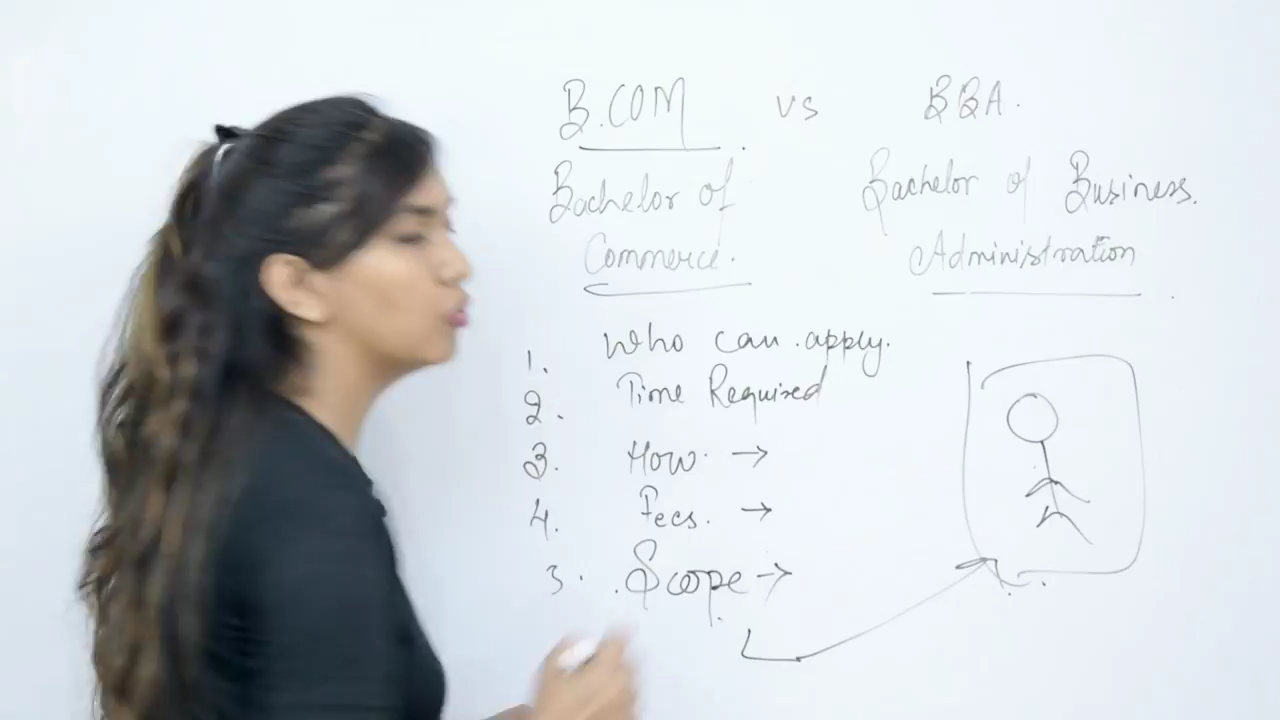 B.COM vs BBA.
Bachelor of
Commerce.
Bachelor of Business.
Administration
1. Who can apply.
2. Time Required
3. How. →
4. Fees. →
5. Scope →